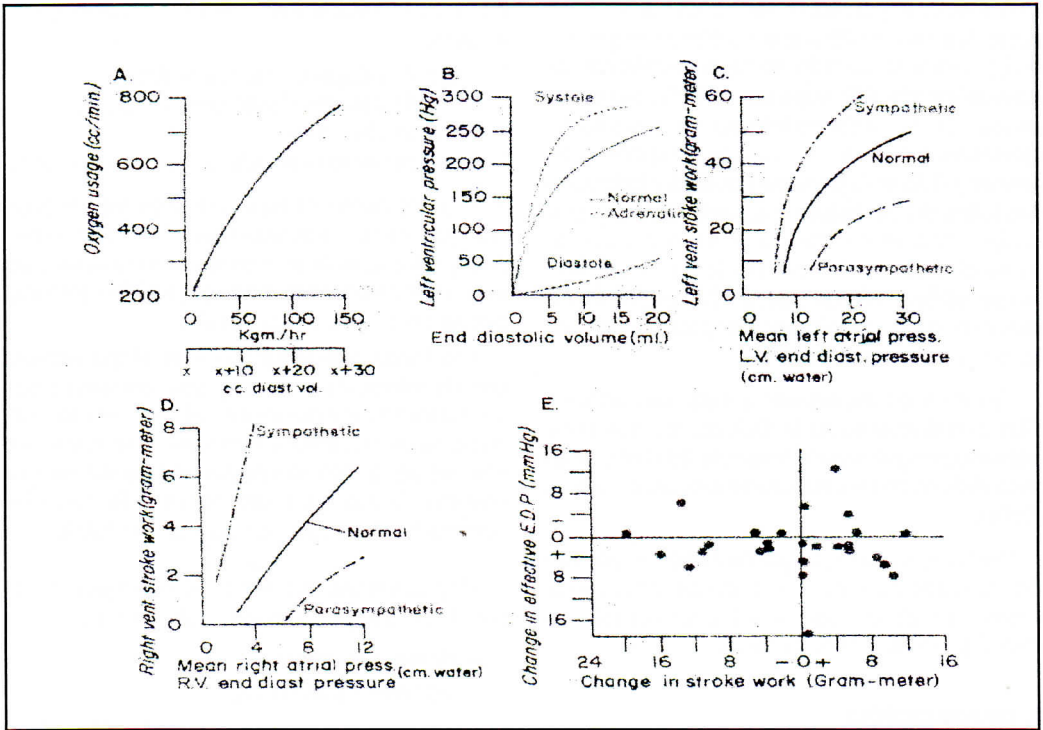 A.
Oxygen usage (cc/min.)
800
600
400
200
0 50 100 150
Kgm./hr
x x+10 x+20 x+30
c.c. diast vol.
B.
Left ventricular pressure (Hg)
300
250
200
150
100
50
0
Systole
Normal
Adrenalin
Diastole
0 5 10 15 20
End diastolic volume (ml.)
C.
Left vent. stoke work (gram-meter)
60
40
20
0
Sympathetic
Normal
Parasympathetic
0 10 20 30
Mean left atrial press.
L.V. end diast. pressure
(cm. water)
D.
Right vent. stroke work (gram-meter)
8
6
4
2
0
Sympathetic
Normal
Parasympathetic
0 4 8 12
Mean right atrial press.
R.V. end diast pressure
(cm. water)
E.
Change in effective E.D.P (mmHg)
16
8
–
0
+
8
16
24 16 8 – 0 + 8 16
Change in stroke work (Gram-meter)